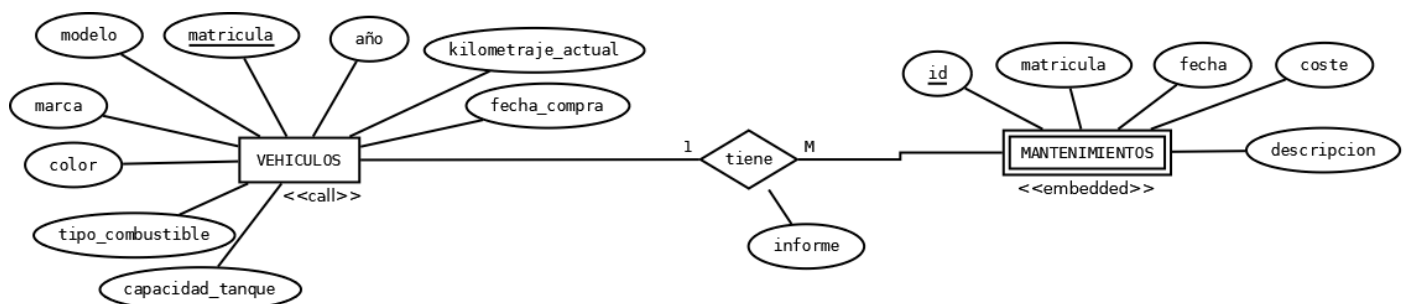 modelo
matricula
año
kilometraje_actual
marca
fecha_compra
color
VEHICULOS
<<call>>
tipo_combustible
capacidad_tanque
1
tiene
M
informe
id
matricula
fecha
coste
MANTENIMIENTOS
<<embedded>>
descripcion